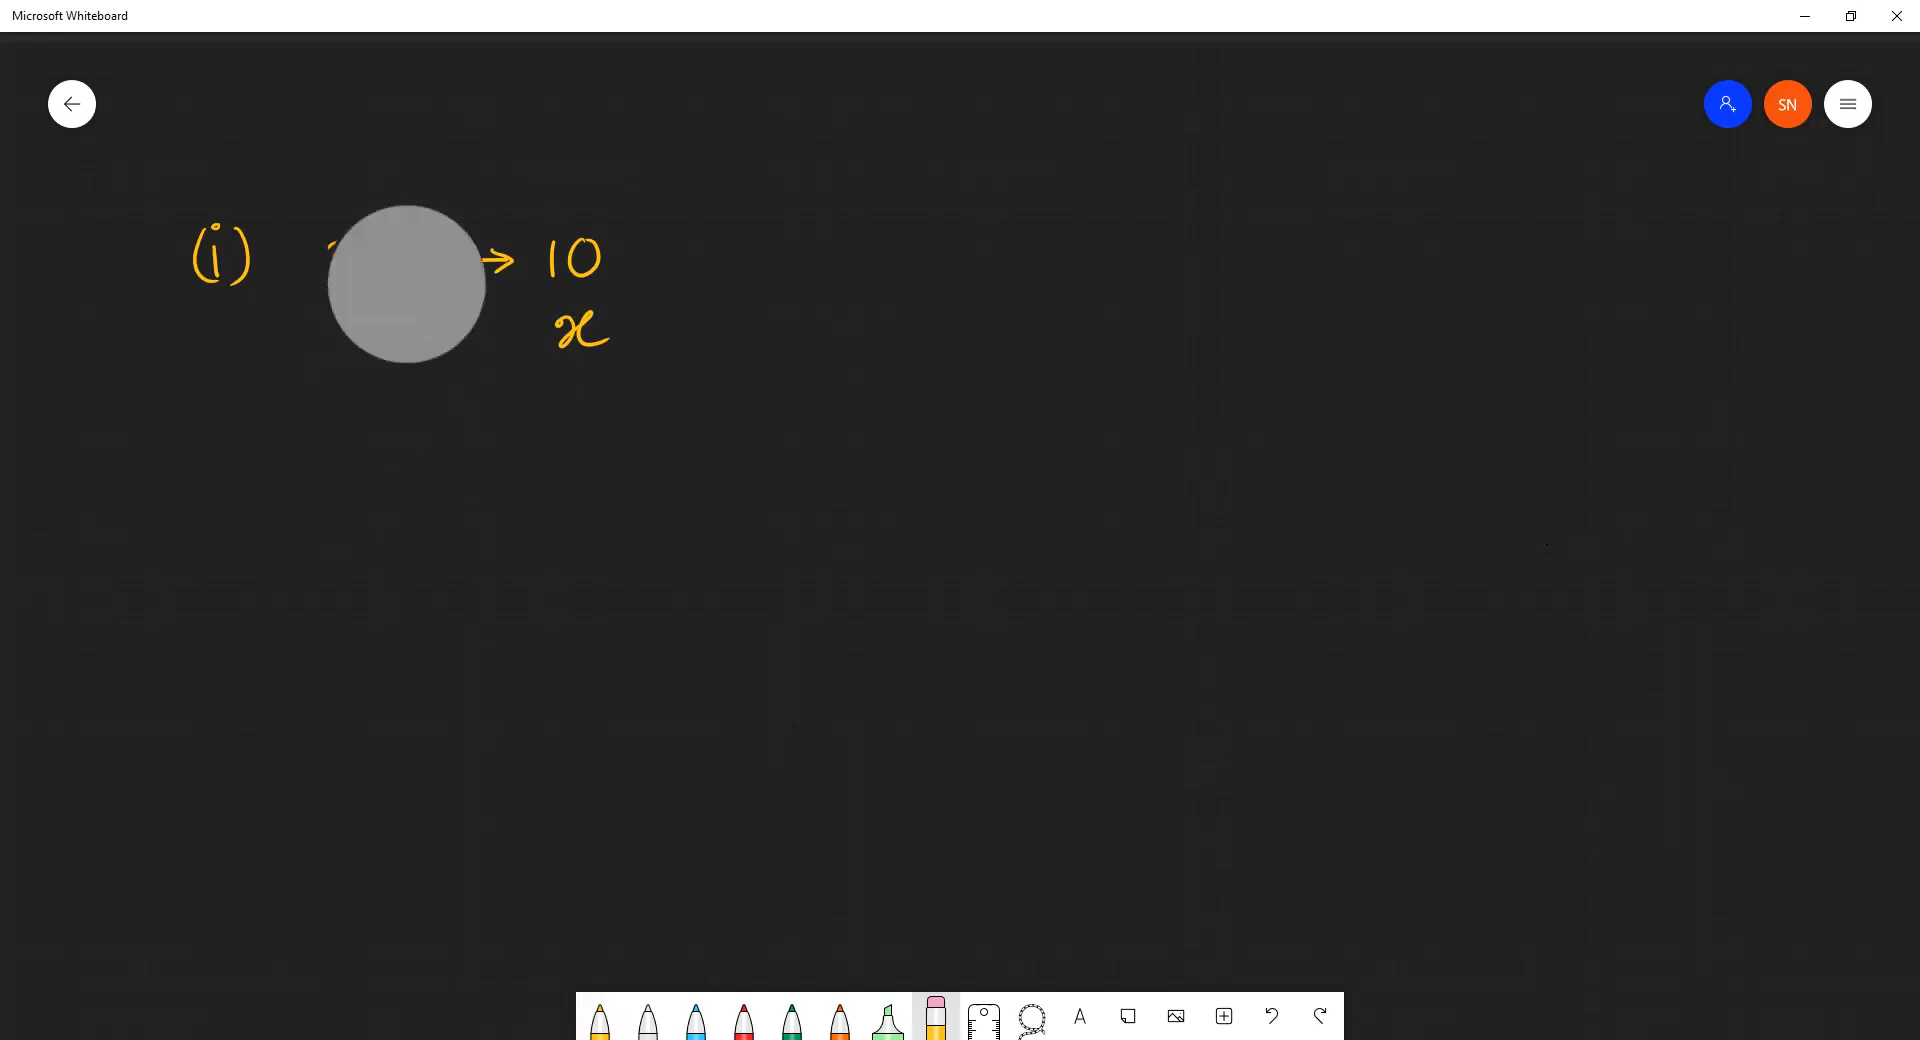 Microsoft Whiteboard
SN
(i) → 10
x
A